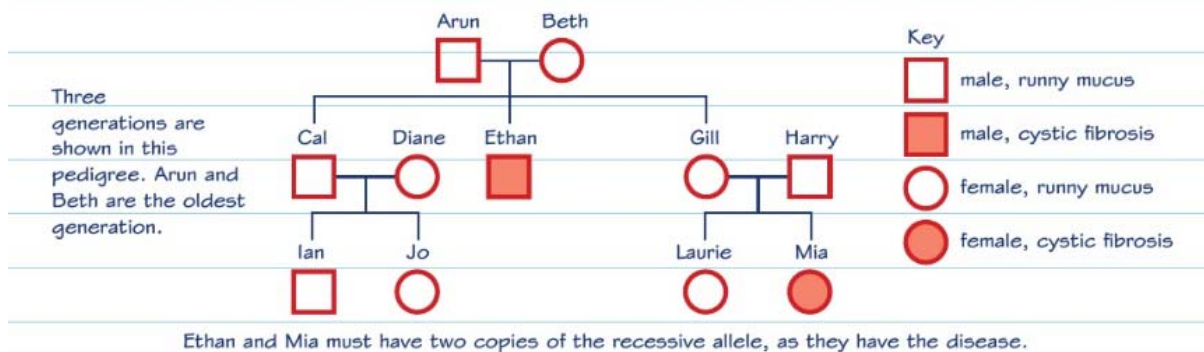 Arun Beth
Key
male, runny mucus
Three
generations are
shown in this
pedigree. Arun and
Beth are the oldest
generation.
Cal Diane Ethan Gill Harry
male, cystic fibrosis
female, runny mucus
Ian Jo Laurie Mia
female, cystic fibrosis
Ethan and Mia must have two copies of the recessive allele, as they have the disease.